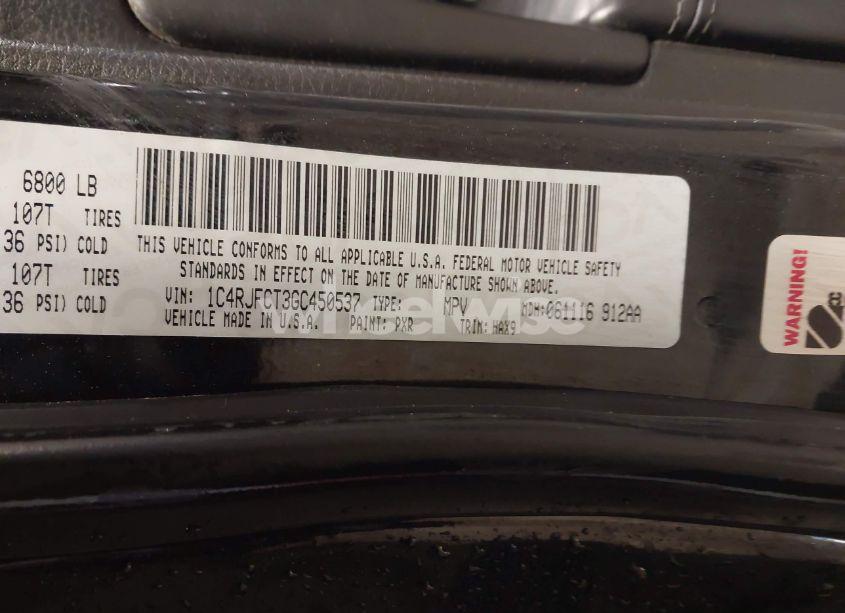 6800 LB
107T TIRES
36 PSI) COLD
107T TIRES
36 PSI) COLD
THIS VEHICLE CONFORMS TO ALL APPLICABLE U.S.A. FEDERAL MOTOR VEHICLE SAFETY
STANDARDS IN EFFECT ON THE DATE OF MANUFACTURE SHOWN ABOVE.
VIN: 1C4RJFCT3GC450537 TYPE: MPV MDH:061116 912AA
VEHICLE MADE IN U.S.A. PAINT: PXR TRIM: HAX9
wheelwise
WARNING!